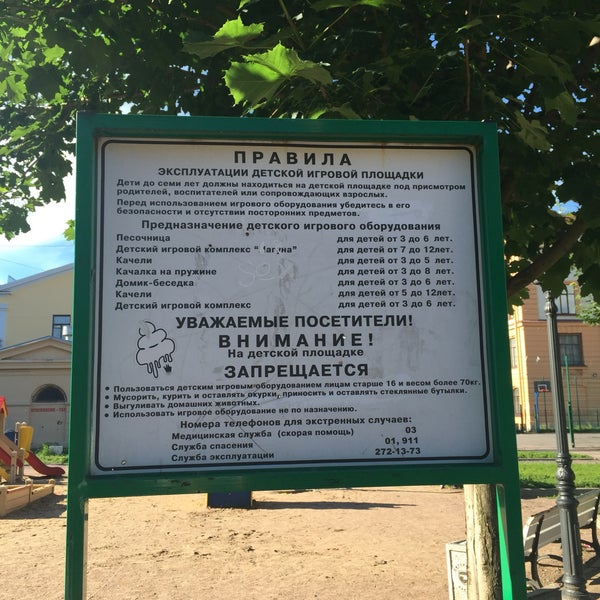 ПРАВИЛА
ЭКСПЛУАТАЦИИ ДЕТСКОЙ ИГРОВОЙ ПЛОЩАДКИ
Дети до семи лет должны находиться на детской площадке под присмотром
родителей, воспитателей или сопровождающих взрослых.
Перед использованием игрового оборудования убедитесь в его
безопасности и отсутствии посторонних предметов.
Предназначение детского игрового оборудования
Песочница для детей от 3 до 6 лет.
Детский игровой комплекс "Лагуна" для детей от 7 до 12лет.
Качели для детей от 3 до 5 лет.
Качалка на пружине для детей от 3 до 8 лет.
Домик-беседка для детей от 3 до 6 лет.
Качели для детей от 5 до 12лет.
Детский игровой комплекс для детей от 3 до 6 лет.
УВАЖАЕМЫЕ ПОСЕТИТЕЛИ!
ВНИМАНИЕ!
На детской площадке
ЗАПРЕЩАЕТСЯ
• Пользоваться детским игровым оборудованием лицам старше 16 и весом более 70кг.
• Мусорить, курить и оставлять окурки, приносить и оставлять стеклянные бутылки.
• Выгуливать домашних животных.
• Использовать игровое оборудование не по назначению.
Номера телефонов для экстренных случаев:
Медицинская служба (скорая помощь) 03
Служба спасения 01, 911
Служба эксплуатации 272-13-73